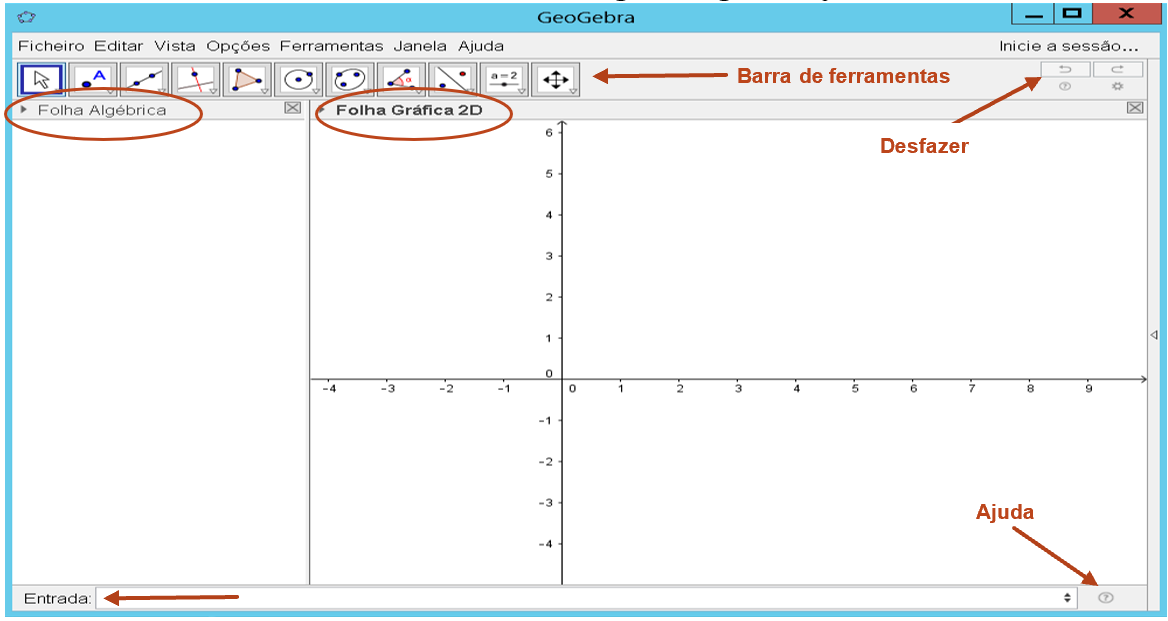 GeoGebra
Ficheiro Editar Vista Opções Ferramentas Janela Ajuda
Inicie a sessão...
A
α
a=2
Barra de ferramentas
Folha Algébrica
Folha Gráfica 2D
Desfazer
6
5
4
3
2
1
0
-4 -3 -2 -1 0 1 2 3 4 5 6 7 8 9
-1
-2
-3
-4
Ajuda
Entrada: